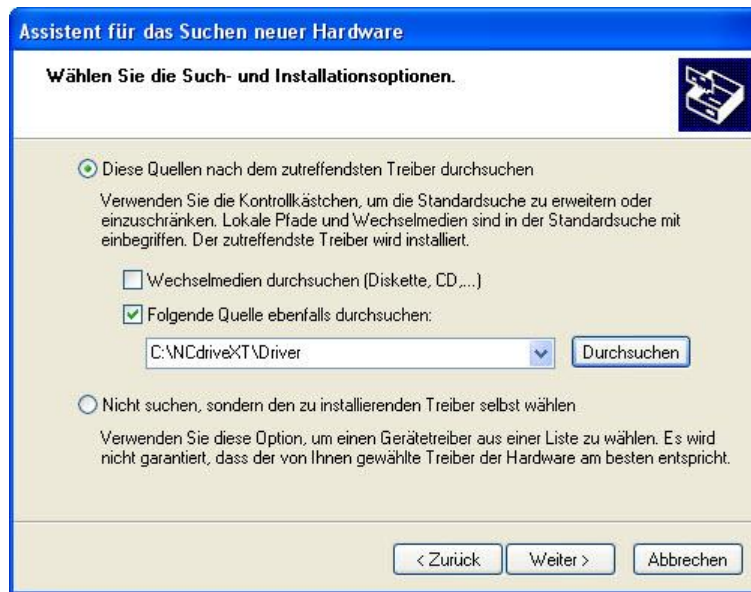 Assistent für das Suchen neuer Hardware
Wählen Sie die Such- und Installationsoptionen.
Diese Quellen nach dem zutreffendsten Treiber durchsuchen
Verwenden Sie die Kontrollkästchen, um die Standardsuche zu erweitern oder
einzuschränken. Lokale Pfade und Wechselmedien sind in der Standardsuche mit
einbegriffen. Der zutreffendste Treiber wird installiert.
Wechselmedien durchsuchen (Diskette, CD,...)
Folgende Quelle ebenfalls durchsuchen:
C:\NCdriveXT\Driver
Durchsuchen
Nicht suchen, sondern den zu installierenden Treiber selbst wählen
Verwenden Sie diese Option, um einen Gerätetreiber aus einer Liste zu wählen. Es wird
nicht garantiert, dass der von Ihnen gewählte Treiber der Hardware am besten entspricht.
< Zurück Weiter > Abbrechen